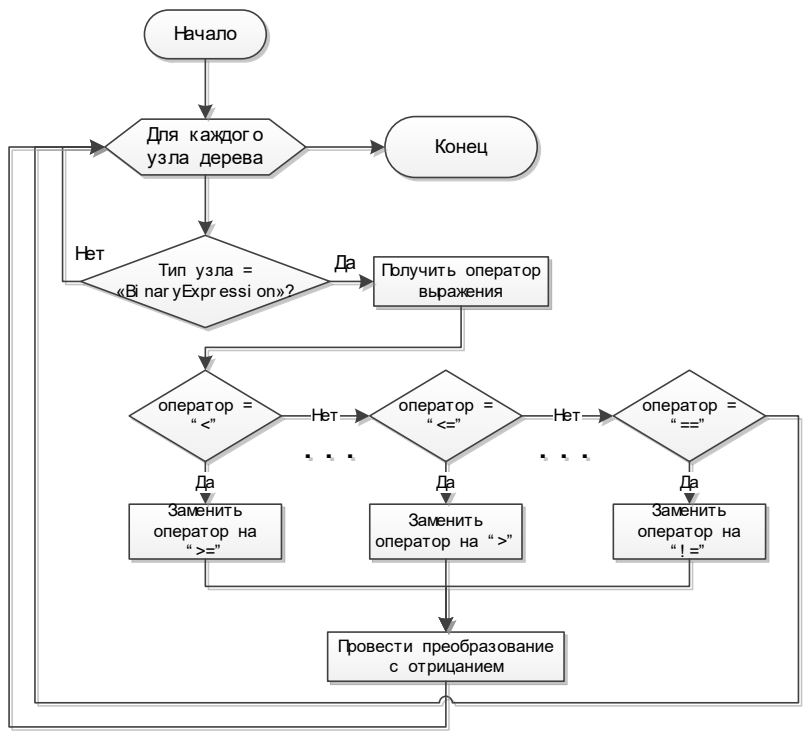 Начало
Для каждого
узла дерева
Конец
Нет
Тип узла =
«BinaryExpression»?
Да
Получить оператор
выражения
оператор =
“<”
Нет
оператор =
“<=”
Нет
оператор =
“==”
. . .
. . .
Да
Да
Да
Заменить
оператор на
“>=”
Заменить
оператор на “>”
Заменить
оператор на
“!=”
Провести преобразование
с отрицанием